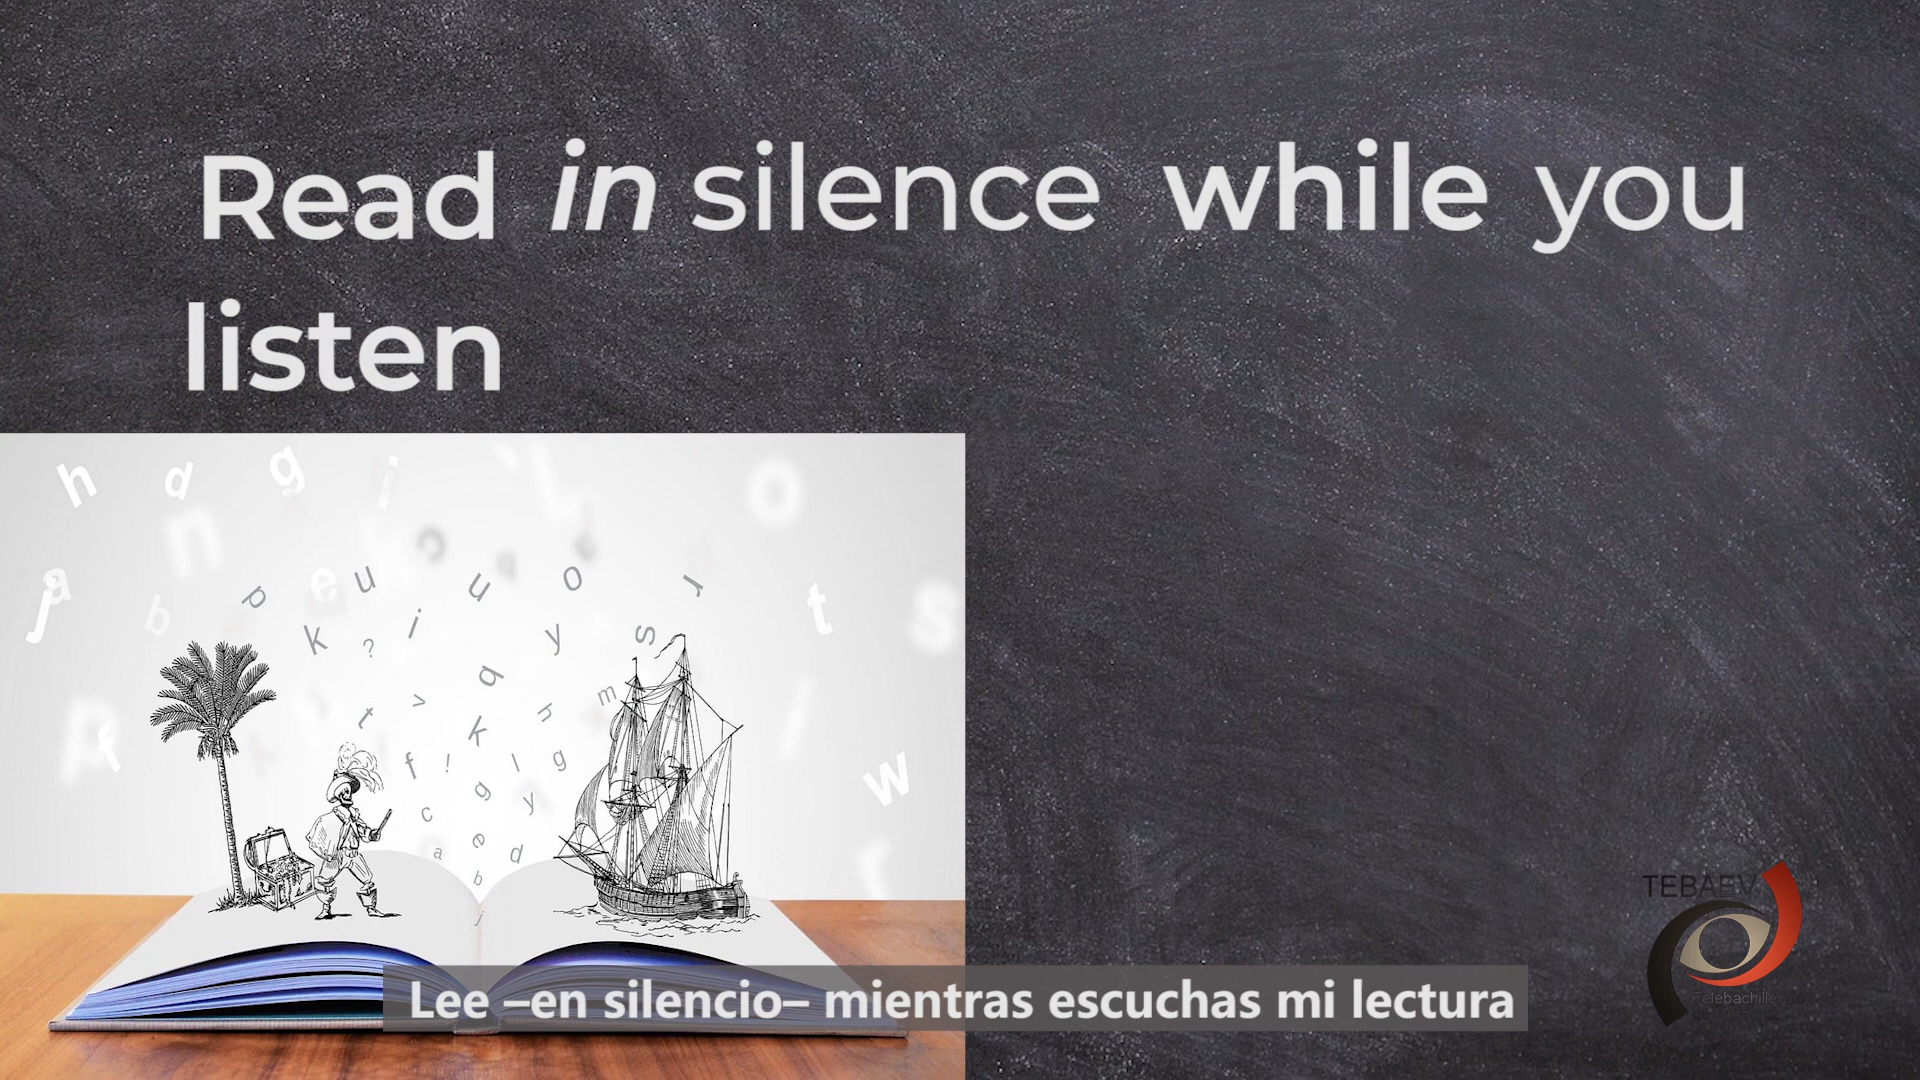 Read in silence while you
listen
Lee –en silencio– mientras escuchas mi lectura
TEBAEV